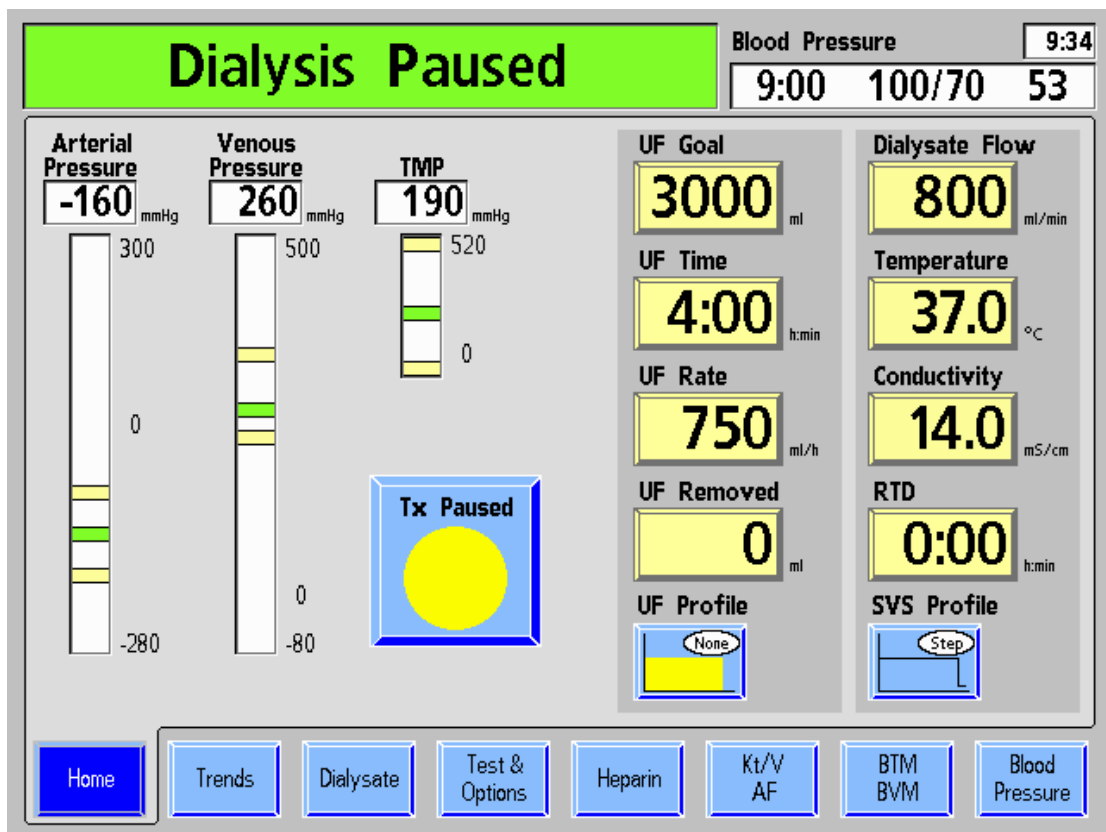 Dialysis Paused
Blood Pressure 9:34
9:00 100/70 53
Arterial Pressure
-160 mmHg
300
0
-280
Venous Pressure
260 mmHg
500
0
-80
TMP
190 mmHg
520
0
Tx Paused
UF Goal
3000 ml
UF Time
4:00 h:min
UF Rate
750 ml/h
UF Removed
0 ml
UF Profile
None
Dialysate Flow
800 ml/min
Temperature
37.0 °C
Conductivity
14.0 mS/cm
RTD
0:00 h:min
SVS Profile
Step
Home
Trends
Dialysate
Test &
Options
Heparin
Kt/V
AF
BTM
BVM
Blood
Pressure